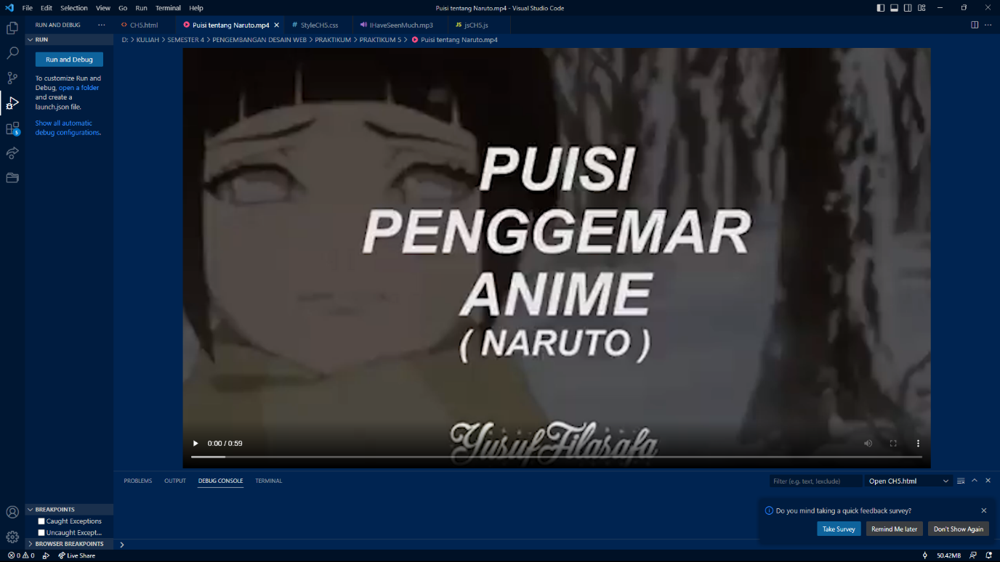 File Edit Selection View Go Run Terminal Help
Puisi tentang Naruto.mp4 - Visual Studio Code
RUN AND DEBUG
CH5.html
Puisi tentang Naruto.mp4
StyleCH5.css
IHaveSeenMuch.mp3
JS jsCH5.js
RUN
D: > KULIAH > SEMESTER 4 > PENGEMBANGAN DESAIN WEB > PRAKTIKUM > PRAKTIKUM 5 > Puisi tentang Naruto.mp4
Run and Debug
To customize Run and
Debug, open a folder
and create a
launch.json file.
Show all automatic
debug configurations.
5
PUISI
PENGGEMAR
ANIME
( NARUTO )
YusufFilasafa
0:00 / 0:59
PROBLEMS OUTPUT DEBUG CONSOLE TERMINAL
Filter (e.g. text, !exclude)
Open CH5.html
BREAKPOINTS
Caught Exceptions
Uncaught Except...
BROWSER BREAKPOINTS
Do you mind taking a quick feedback survey?
Take Survey
Remind Me later
Don't Show Again
0 0
Live Share
50.42MB